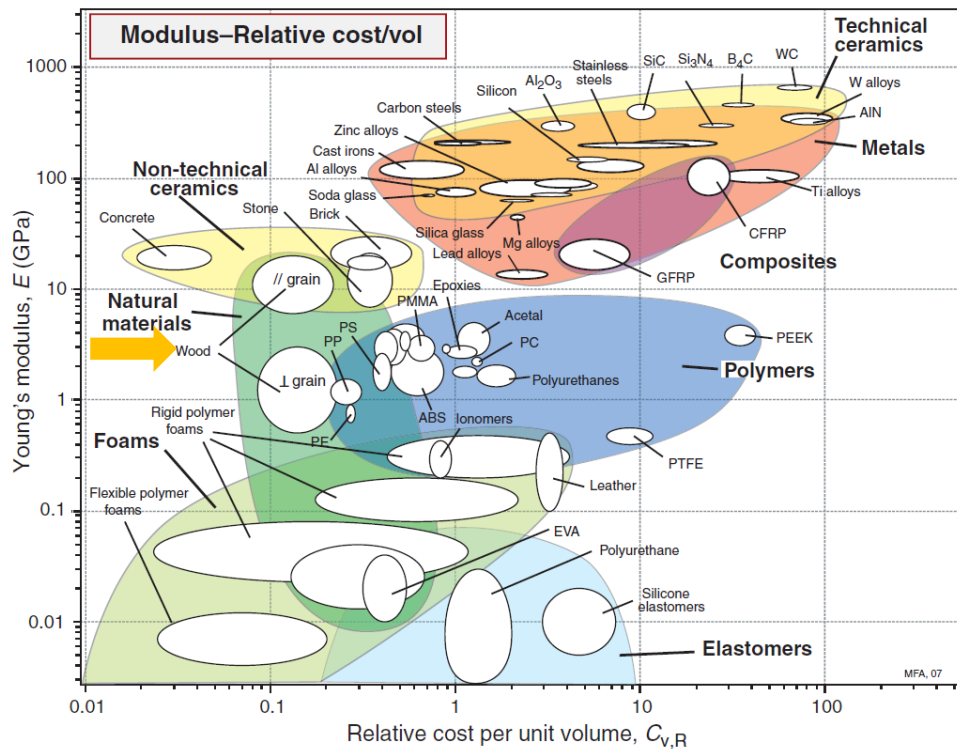 Modulus–Relative cost/vol
Technical
ceramics
1000
WC
B4C
Si3N4
SiC
Stainless
steels
Al2O3
Silicon
W alloys
AlN
Carbon steels
Zinc alloys
Metals
Cast irons
Al alloys
Non-technical
ceramics
100
Soda glass
Ti alloys
Stone
Brick
Concrete
Silica glass
Mg alloys
CFRP
Lead alloys
GFRP
Composites
Epoxies
10
// grain
Natural
materials
PMMA
Acetal
PS
PP
PC
PEEK
Wood
Polymers
⊥ grain
Polyurethanes
1
ABS
Ionomers
Rigid polymer
foams
PE
Foams
PTFE
Leather
Flexible polymer
foams
0.1
EVA
Polyurethane
Silicone
elastomers
0.01
Elastomers
MFA, 07
Young's modulus, E (GPa)
0.01
0.1
1
10
100
Relative cost per unit volume, Cv,R